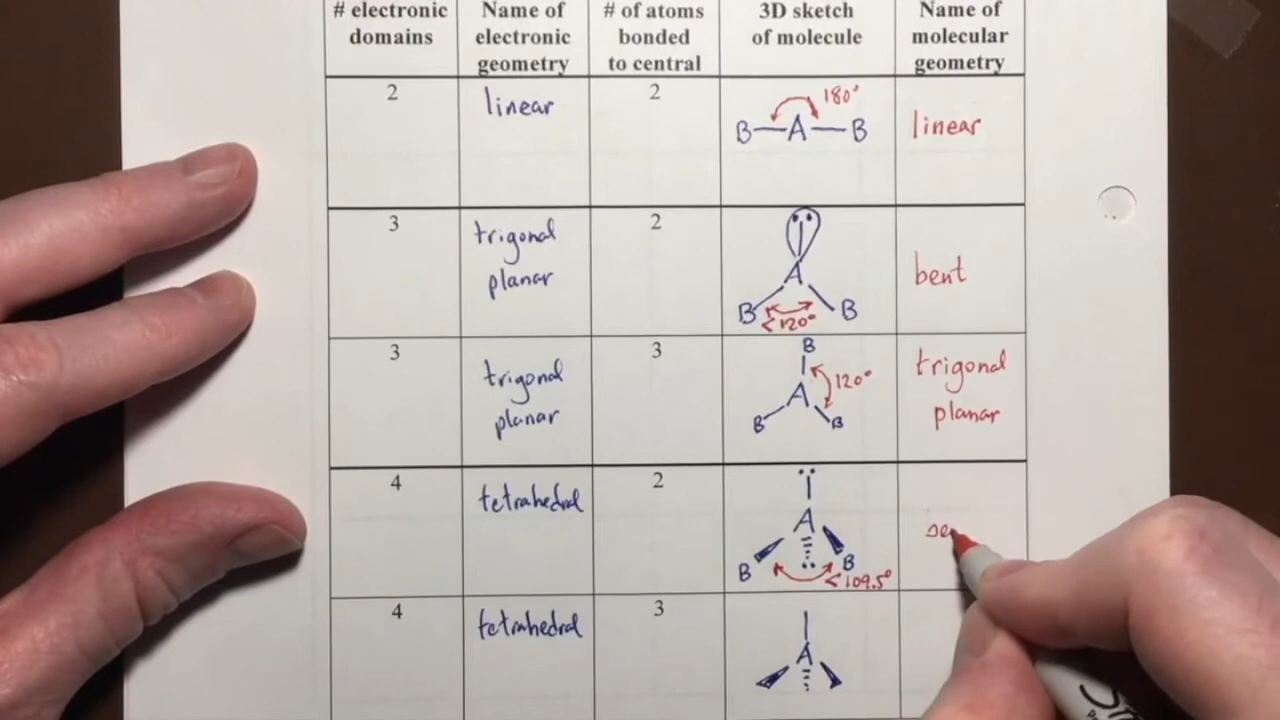 # electronic domains
Name of electronic geometry
# of atoms bonded to central
3D sketch of molecule
Name of molecular geometry
2
linear
2
180°
B A B
linear
3
trigonal
planar
2
A
B B
<120°
bent
3
trigonal
planar
3
B
A
120°
B B
trigonal
planar
4
tetrahedral
2
A
B B
<109.5°
4
tetrahedral
3
A